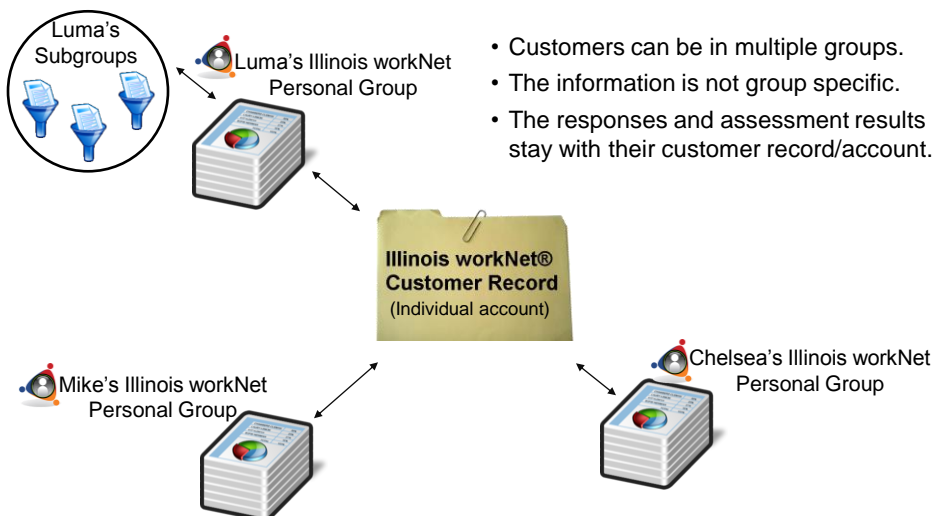 Luma's
Subgroups
Luma's Illinois workNet
Personal Group
• Customers can be in multiple groups.
• The information is not group specific.
• The responses and assessment results
stay with their customer record/account.
Illinois workNet®
Customer Record
(Individual account)
Mike's Illinois workNet
Personal Group
Chelsea's Illinois workNet
Personal Group